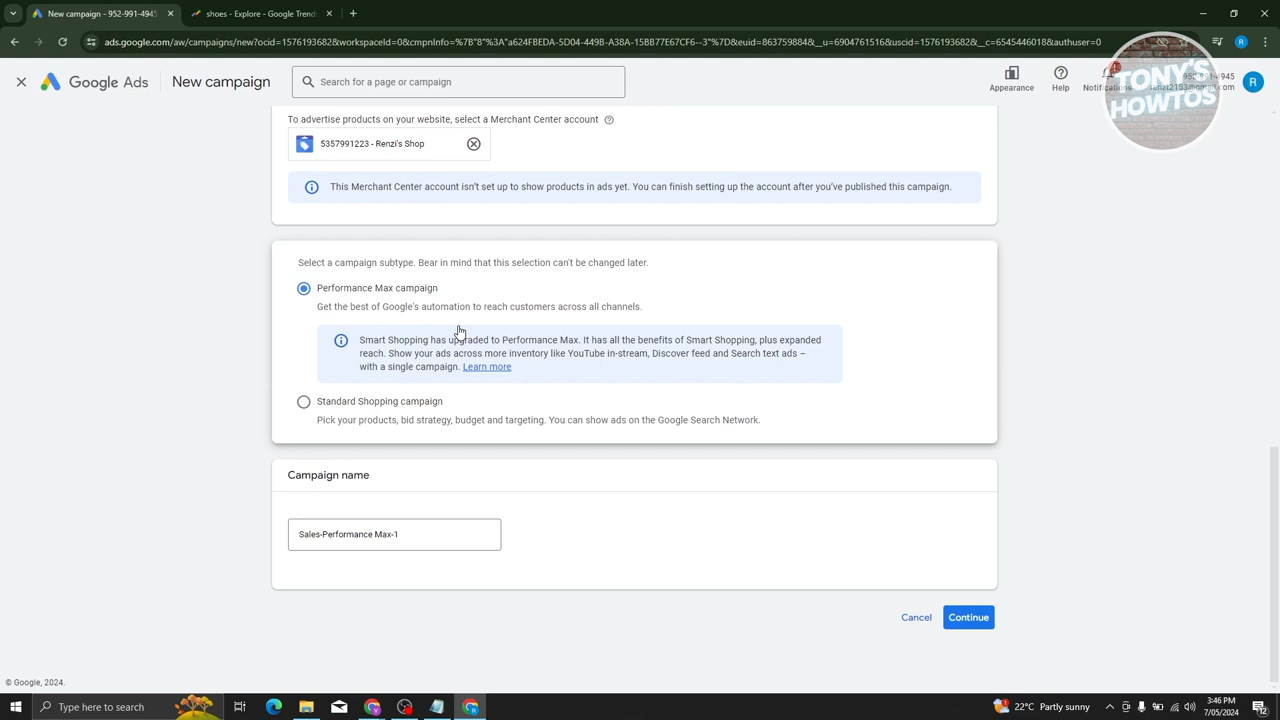 New campaign - 952-991-4945
shoes - Explore - Google Trend
ads.google.com/aw/campaigns/new?ocid=1576193682&workspaceId=0&cmpnInfo=%7B"8"%3A"a624FBEDA-5D04-449B-A38A-15BB77E67CF6--3"%7D&euid=863759884&__u=6904761516&uscid=1576193682&__c=6545446018&authuser=0
Google Ads
New campaign
Search for a page or campaign
Appearance
Help
Notifications
TONY'S
HOWTOS
R
To advertise products on your website, select a Merchant Center account
5357991223 - Renzi's Shop
This Merchant Center account isn't set up to show products in ads yet. You can finish setting up the account after you've published this campaign.
Select a campaign subtype. Bear in mind that this selection can't be changed later.
Performance Max campaign
Get the best of Google's automation to reach customers across all channels.
Smart Shopping has upgraded to Performance Max. It has all the benefits of Smart Shopping, plus expanded
reach. Show your ads across more inventory like YouTube in-stream, Discover feed and Search text ads –
with a single campaign. Learn more
Standard Shopping campaign
Pick your products, bid strategy, budget and targeting. You can show ads on the Google Search Network.
Campaign name
Sales-Performance Max-1
Cancel
Continue
© Google, 2024.
Type here to search
22°C Partly sunny
3:46 PM
7/05/2024